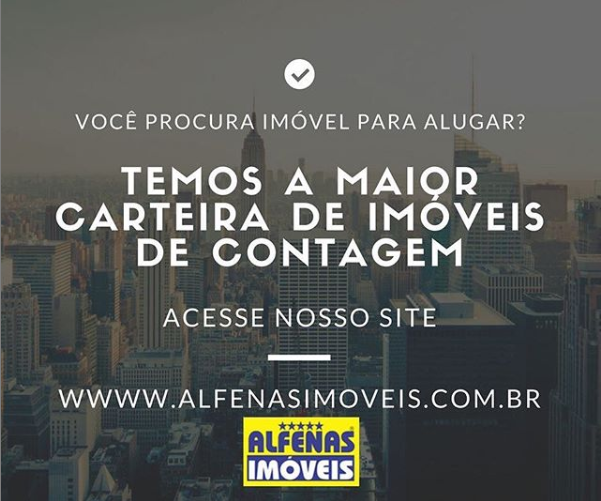 VOCÊ PROCURA IMÓVEL PARA ALUGAR?
TEMOS A MAIOR
CARTEIRA DE IMÓVEIS
DE CONTAGEM
ACESSE NOSSO SITE
WWWW.ALFENASIMOVEIS.COM.BR
ALFENAS
IMÓVEIS